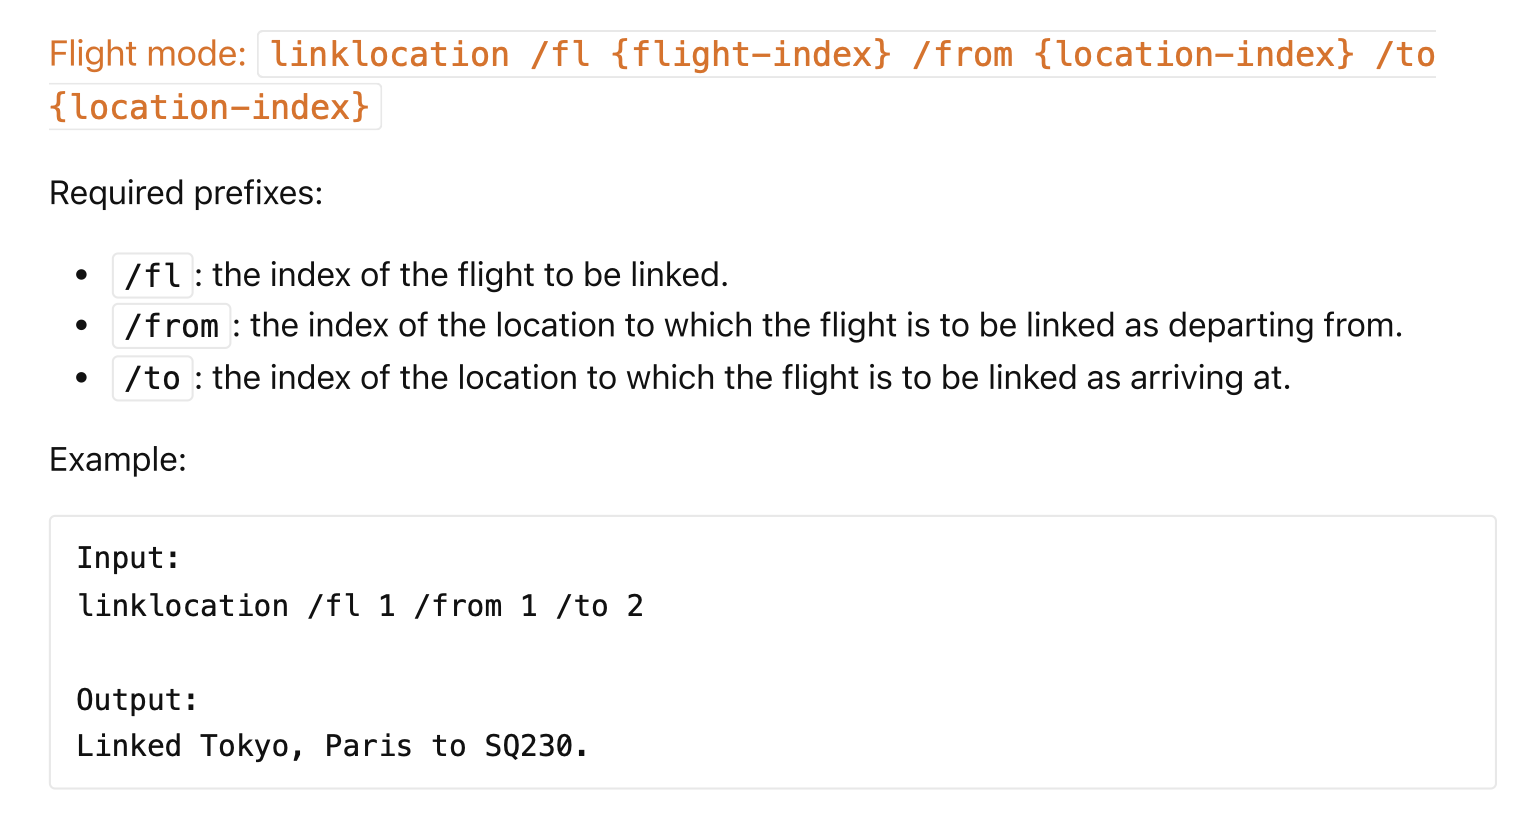 Flight mode: linklocation /fl {flight-index} /from {location-index} /to
{location-index}
Required prefixes:
• /fl : the index of the flight to be linked.
• /from : the index of the location to which the flight is to be linked as departing from.
• /to : the index of the location to which the flight is to be linked as arriving at.
Example:
Input:
linklocation /fl 1 /from 1 /to 2
Output:
Linked Tokyo, Paris to SQ230.